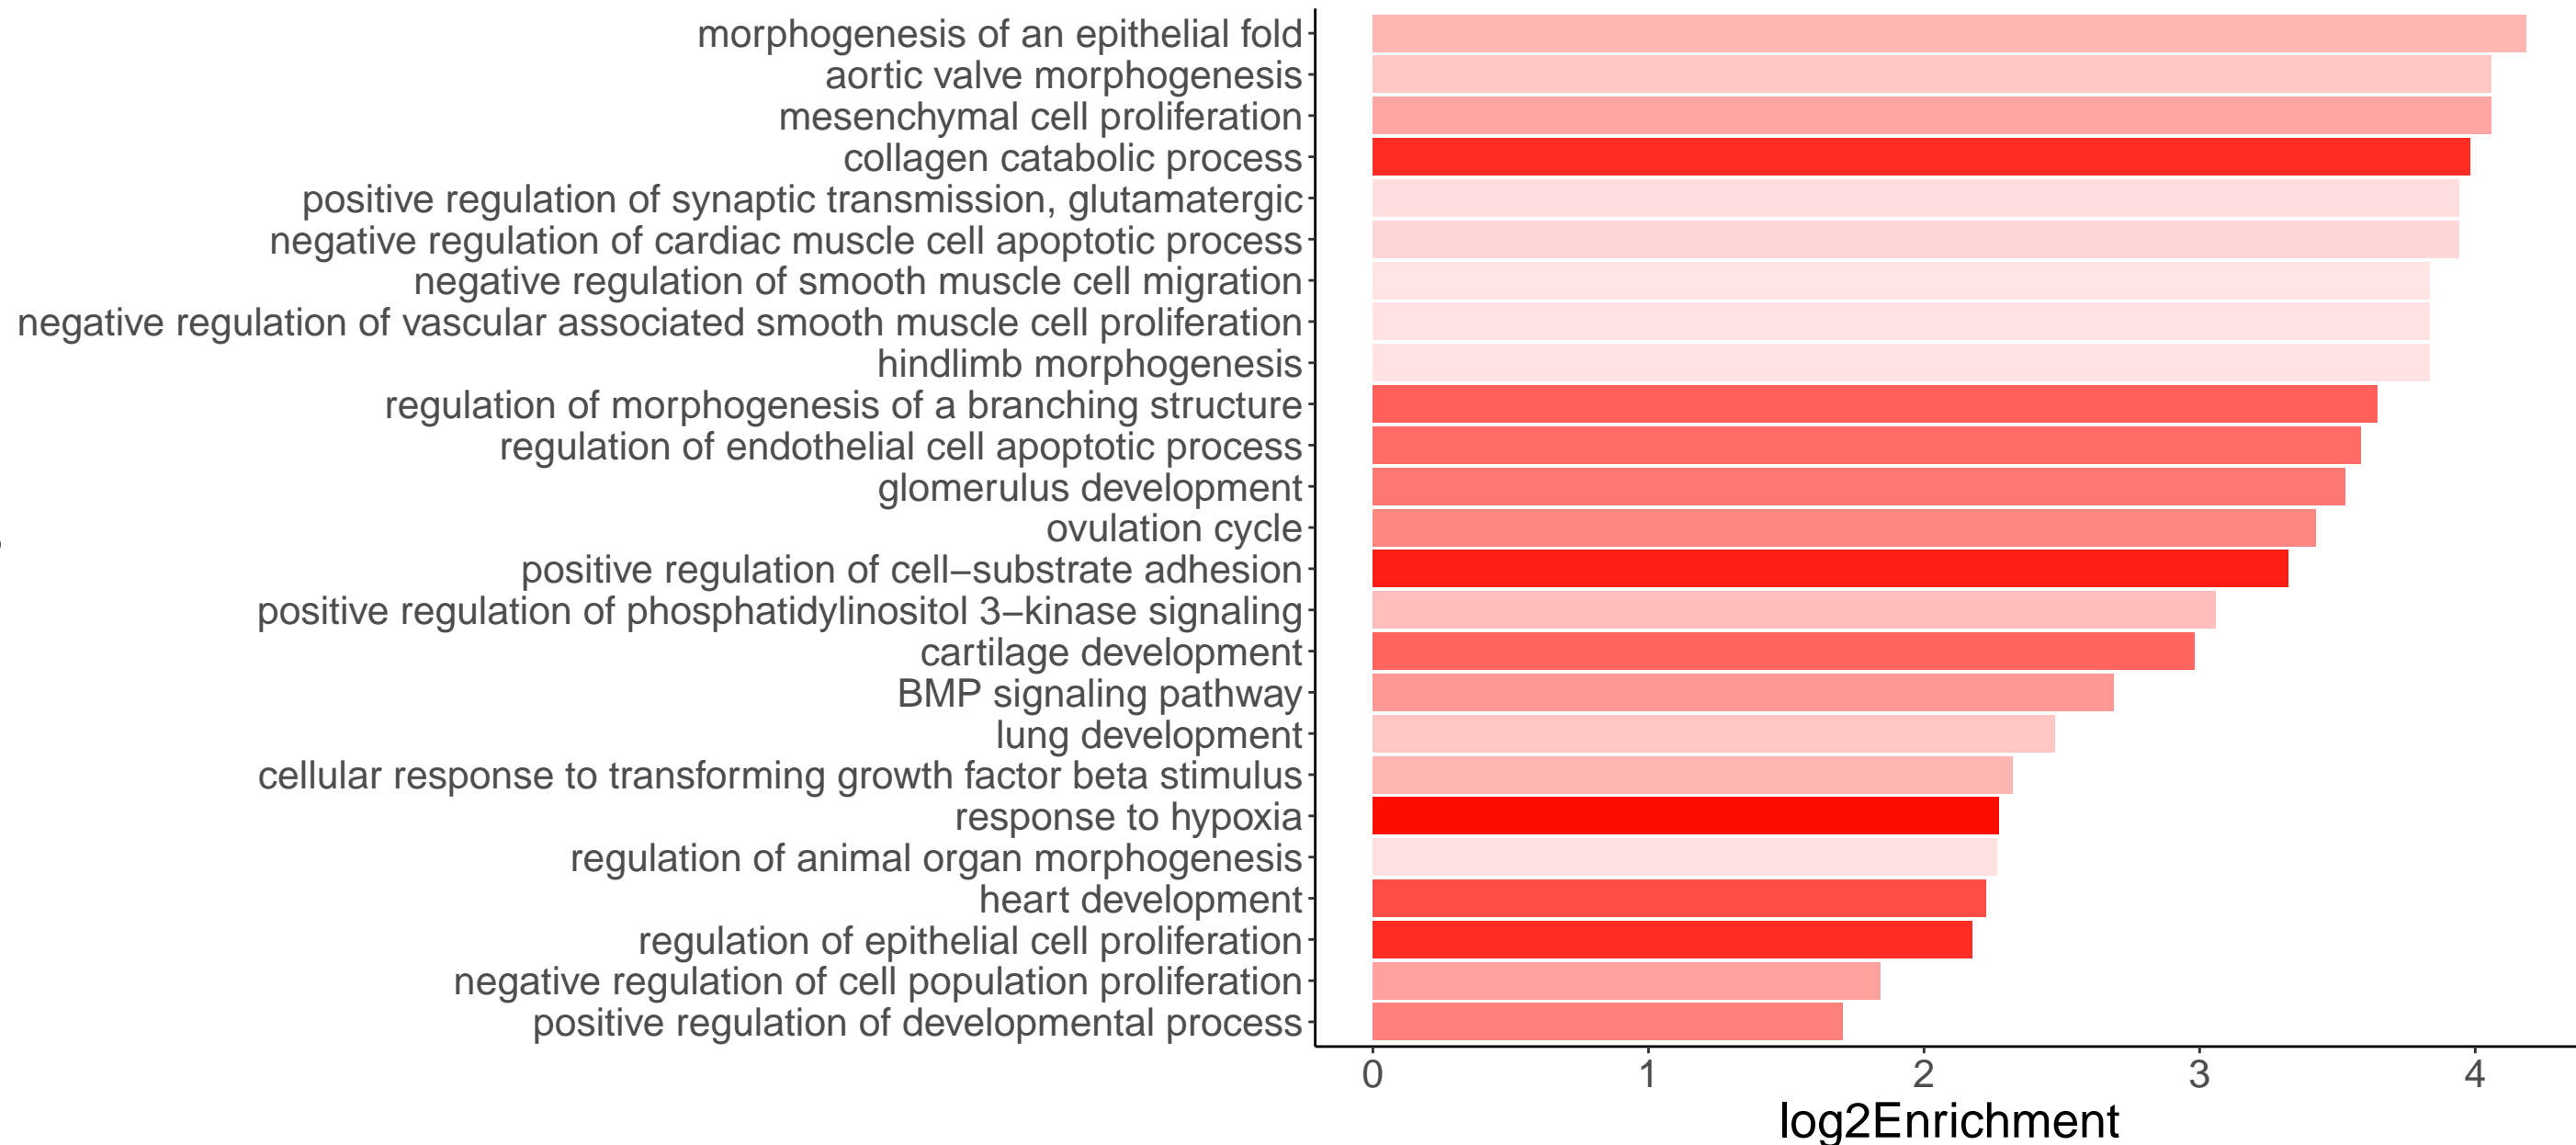 morphogenesis of an epithelial fold
aortic valve morphogenesis
mesenchymal cell proliferation
collagen catabolic process
positive regulation of synaptic transmission, glutamatergic
negative regulation of cardiac muscle cell apoptotic process
negative regulation of smooth muscle cell migration
negative regulation of vascular associated smooth muscle cell proliferation
hindlimb morphogenesis
regulation of morphogenesis of a branching structure
regulation of endothelial cell apoptotic process
glomerulus development
ovulation cycle
positive regulation of cell−substrate adhesion
positive regulation of phosphatidylinositol 3−kinase signaling
cartilage development
BMP signaling pathway
lung development
cellular response to transforming growth factor beta stimulus
response to hypoxia
regulation of animal organ morphogenesis
heart development
regulation of epithelial cell proliferation
negative regulation of cell population proliferation
positive regulation of developmental process
0 1 2 3 4
log2Enrichment